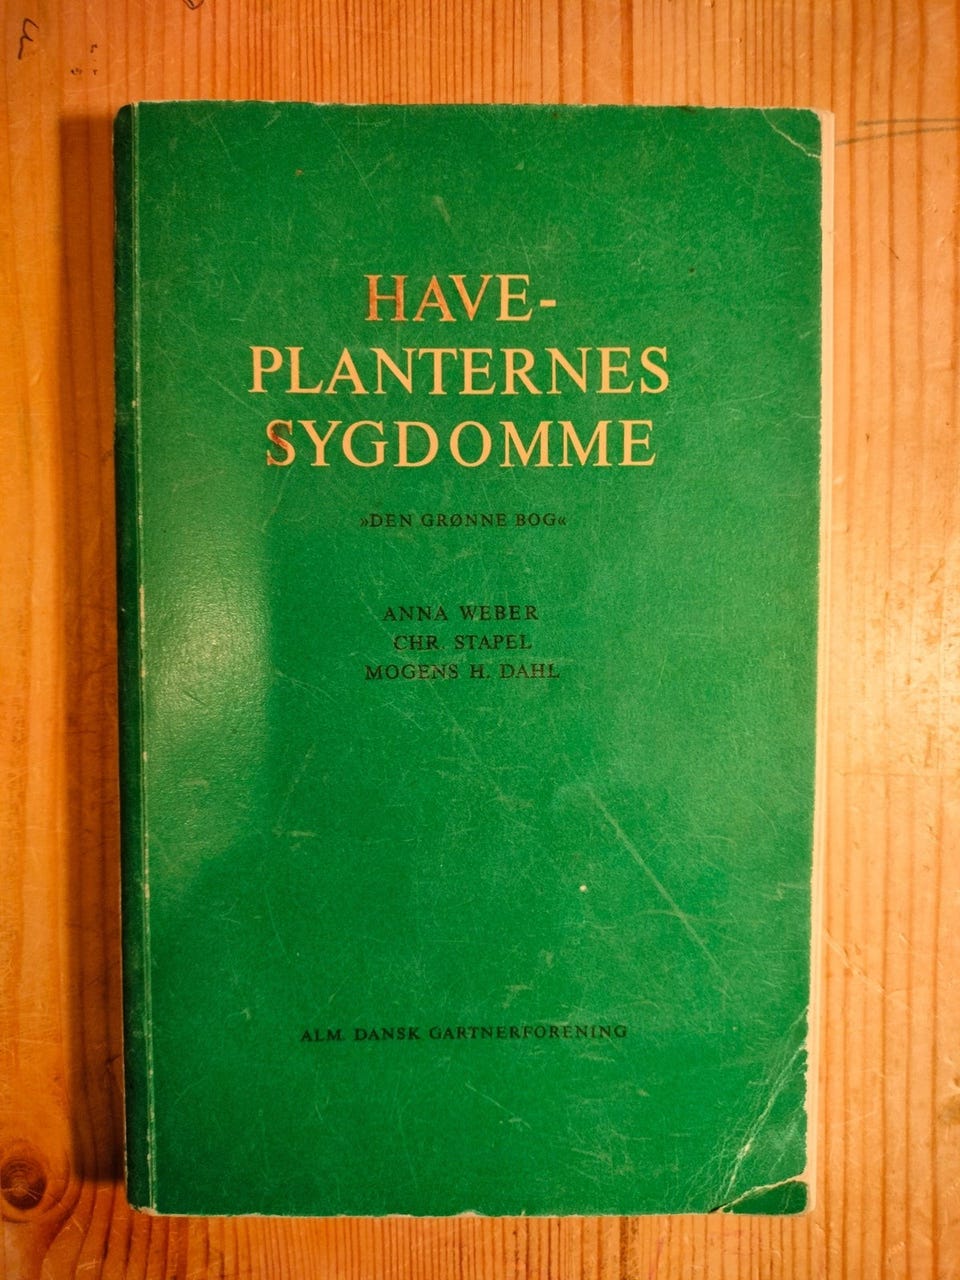 HAVE-
PLANTERNES
SYGDOMME
»DEN GRØNNE BOG«
ANNA WEBER
CHR. STAPEL
MOGENS H. DAHL
ALM. DANSK GARTNERFORENING